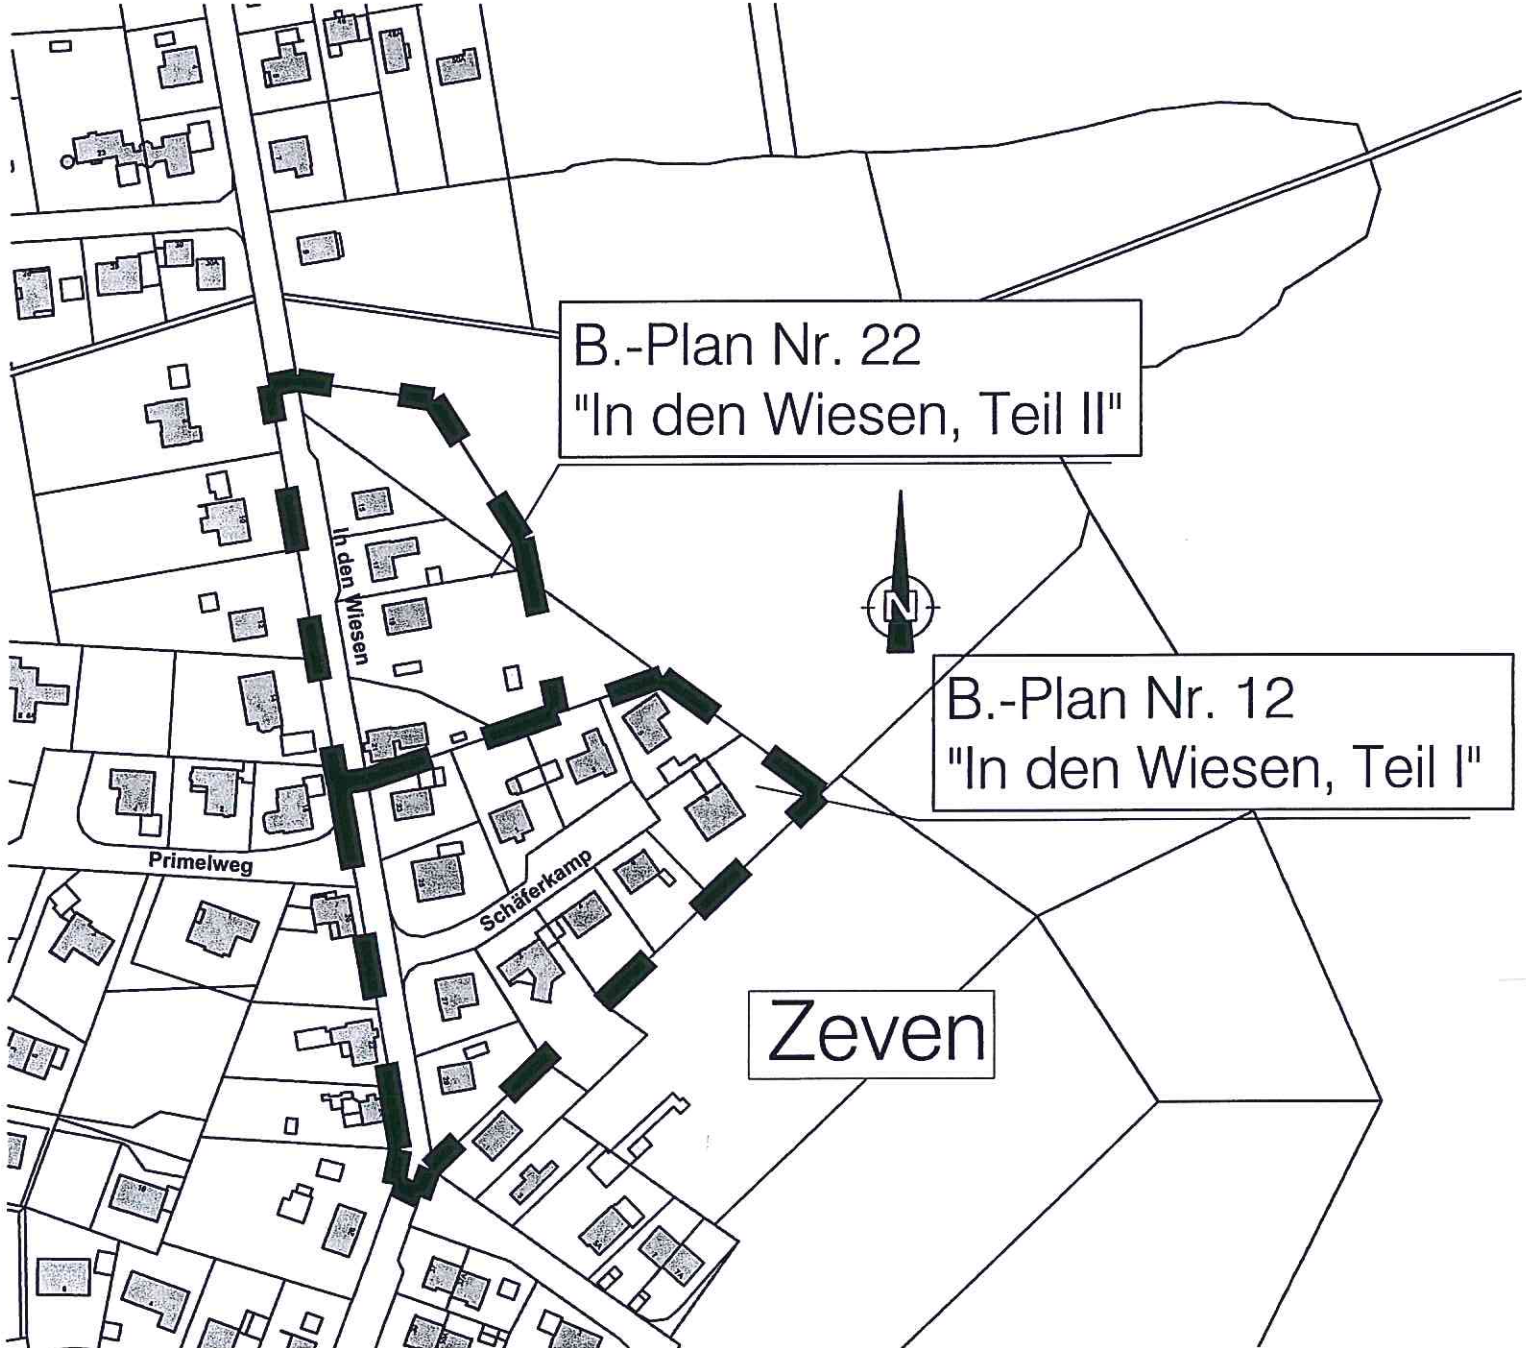 B.-Plan Nr. 22
"In den Wiesen, Teil II"
In den Wiesen
N
B.-Plan Nr. 12
"In den Wiesen, Teil I"
Primelweg
Schäferkamp
Zeven